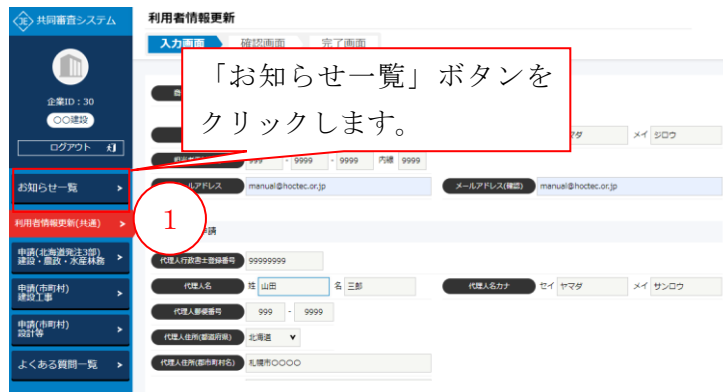 共同審査システム
利用者情報更新
入力画面 確認画面 完了画面
企業ID：30
〇〇建設
ログアウト
お知らせ一覧
利用者情報更新(共通)
申請(北海道発注3部)
建設・農政・水産林務
申請(市町村)
建設工事
申請(市町村)
設計等
よくある質問一覧
「お知らせ一覧」ボタンを
クリックします。
1
マダ メイ ジロウ
999 - 9999 - 9999 内線 9999
ールアドレス manual@hoctec.or.jp メールアドレス(確認) manual@hoctec.or.jp
申請
代理人行政書士登録番号 99999999
代理人名 姓 山田 名 三郎 代理人名カナ セイ ヤマダ メイ サンロウ
代理人郵便番号 999 - 9999
代理人住所(都道府県) 北海道
代理人住所(郡市町村名) 札幌市〇〇〇〇